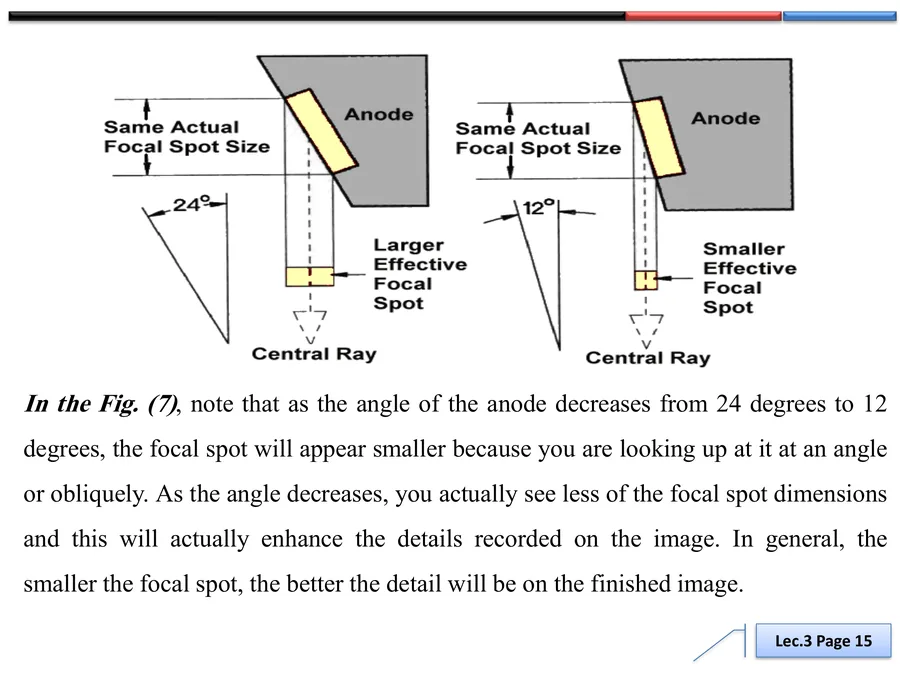 Anode
Same Actual
Focal Spot Size
24°
Larger
Effective
Focal
Spot
Central Ray
Anode
Same Actual
Focal Spot Size
12°
Smaller
Effective
Focal
Spot
Central Ray
In the Fig. (7), note that as the angle of the anode decreases from 24 degrees to 12
degrees, the focal spot will appear smaller because you are looking up at it at an angle
or obliquely. As the angle decreases, you actually see less of the focal spot dimensions
and this will actually enhance the details recorded on the image. In general, the
smaller the focal spot, the better the detail will be on the finished image.
Lec.3 Page 15